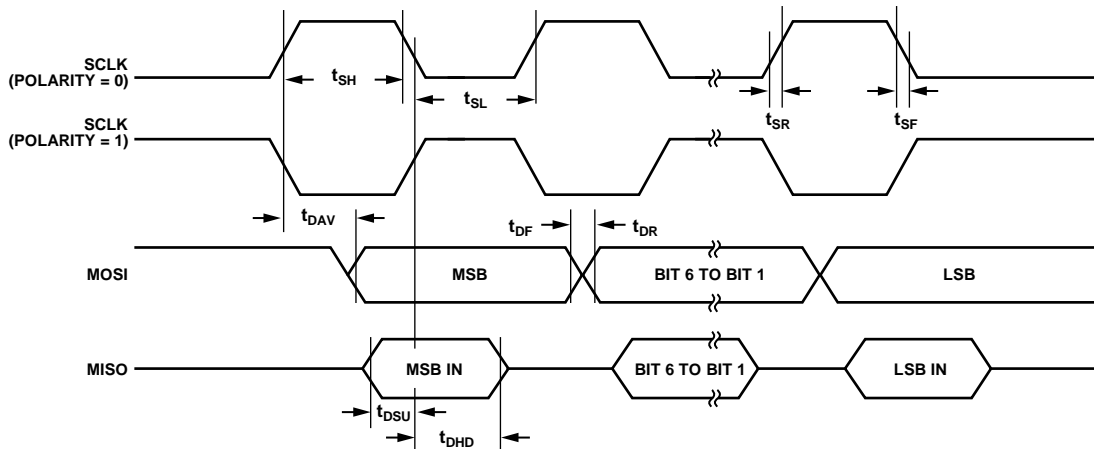 SCLK
(POLARITY = 0)
tSH
tSL
tSR
tSF
SCLK
(POLARITY = 1)
tDAV
tDF
tDR
MOSI
MSB
BIT 6 TO BIT 1
LSB
MISO
MSB IN
BIT 6 TO BIT 1
LSB IN
tDSU
tDHD